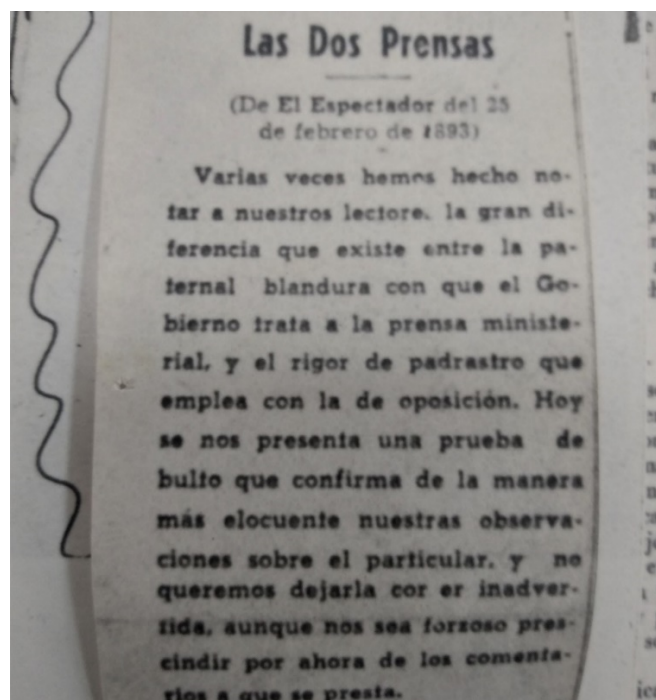 Las Dos Prensas
(De El Espectador del 25
de febrero de 1893)
Varias veces hemos hecho no-
tar a nuestros lectore. la gran di-
ferencia que existe entre la pa-
ternal blandura con que el Go-
bierno trata a la prensa ministe-
rial, y el rigor de padrastro que
emplea con la de oposición. Hoy
se nos presenta una prueba de
bulto que confirma de la manera
más elocuente nuestras observa-
ciones sobre el particular, y no
queremos dejarla cor er inadver-
tida, aunque nos sea forzoso pres-
cindir por ahora de los comenta-
rios a que se presta.